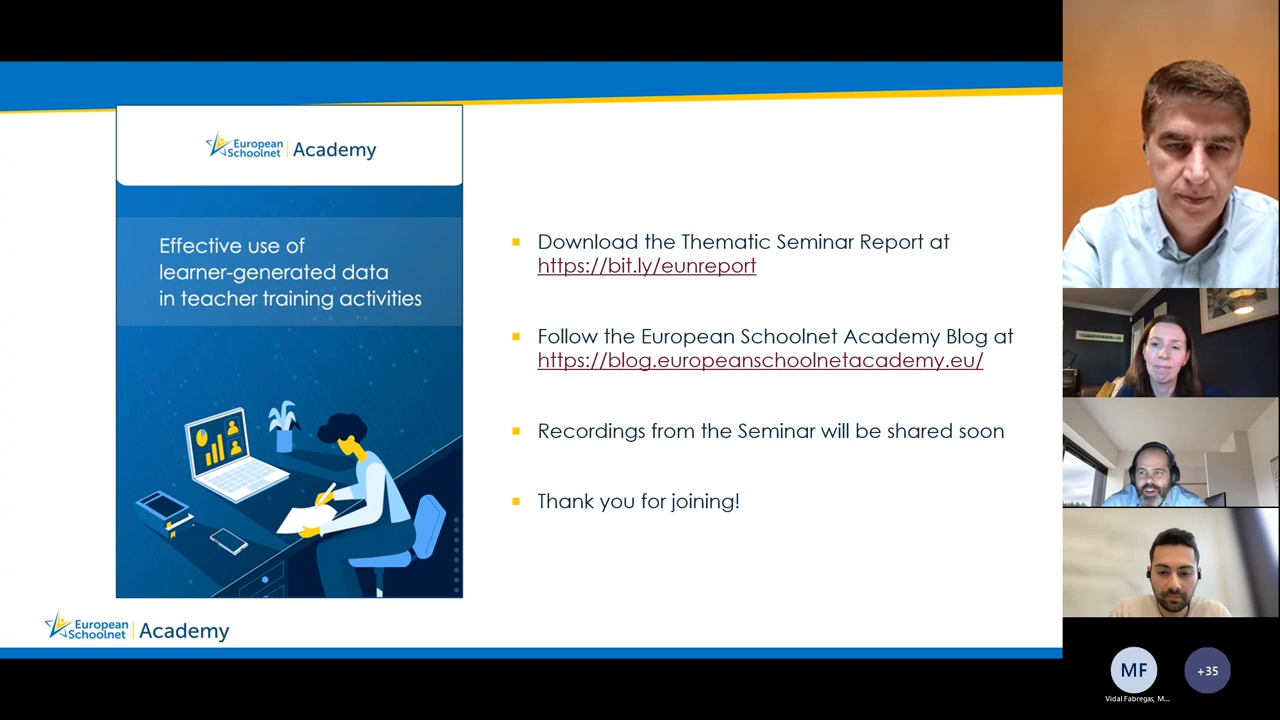 European
Schoolnet
Academy
Effective use of
learner-generated data
in teacher training activities
Download the Thematic Seminar Report at
https://bit.ly/eunreport
Follow the European Schoolnet Academy Blog at
https://blog.europeanschoolnetacademy.eu/
Recordings from the Seminar will be shared soon
Thank you for joining!
European
Schoolnet
Academy
MF
+35
Vidal Fabregas, M...